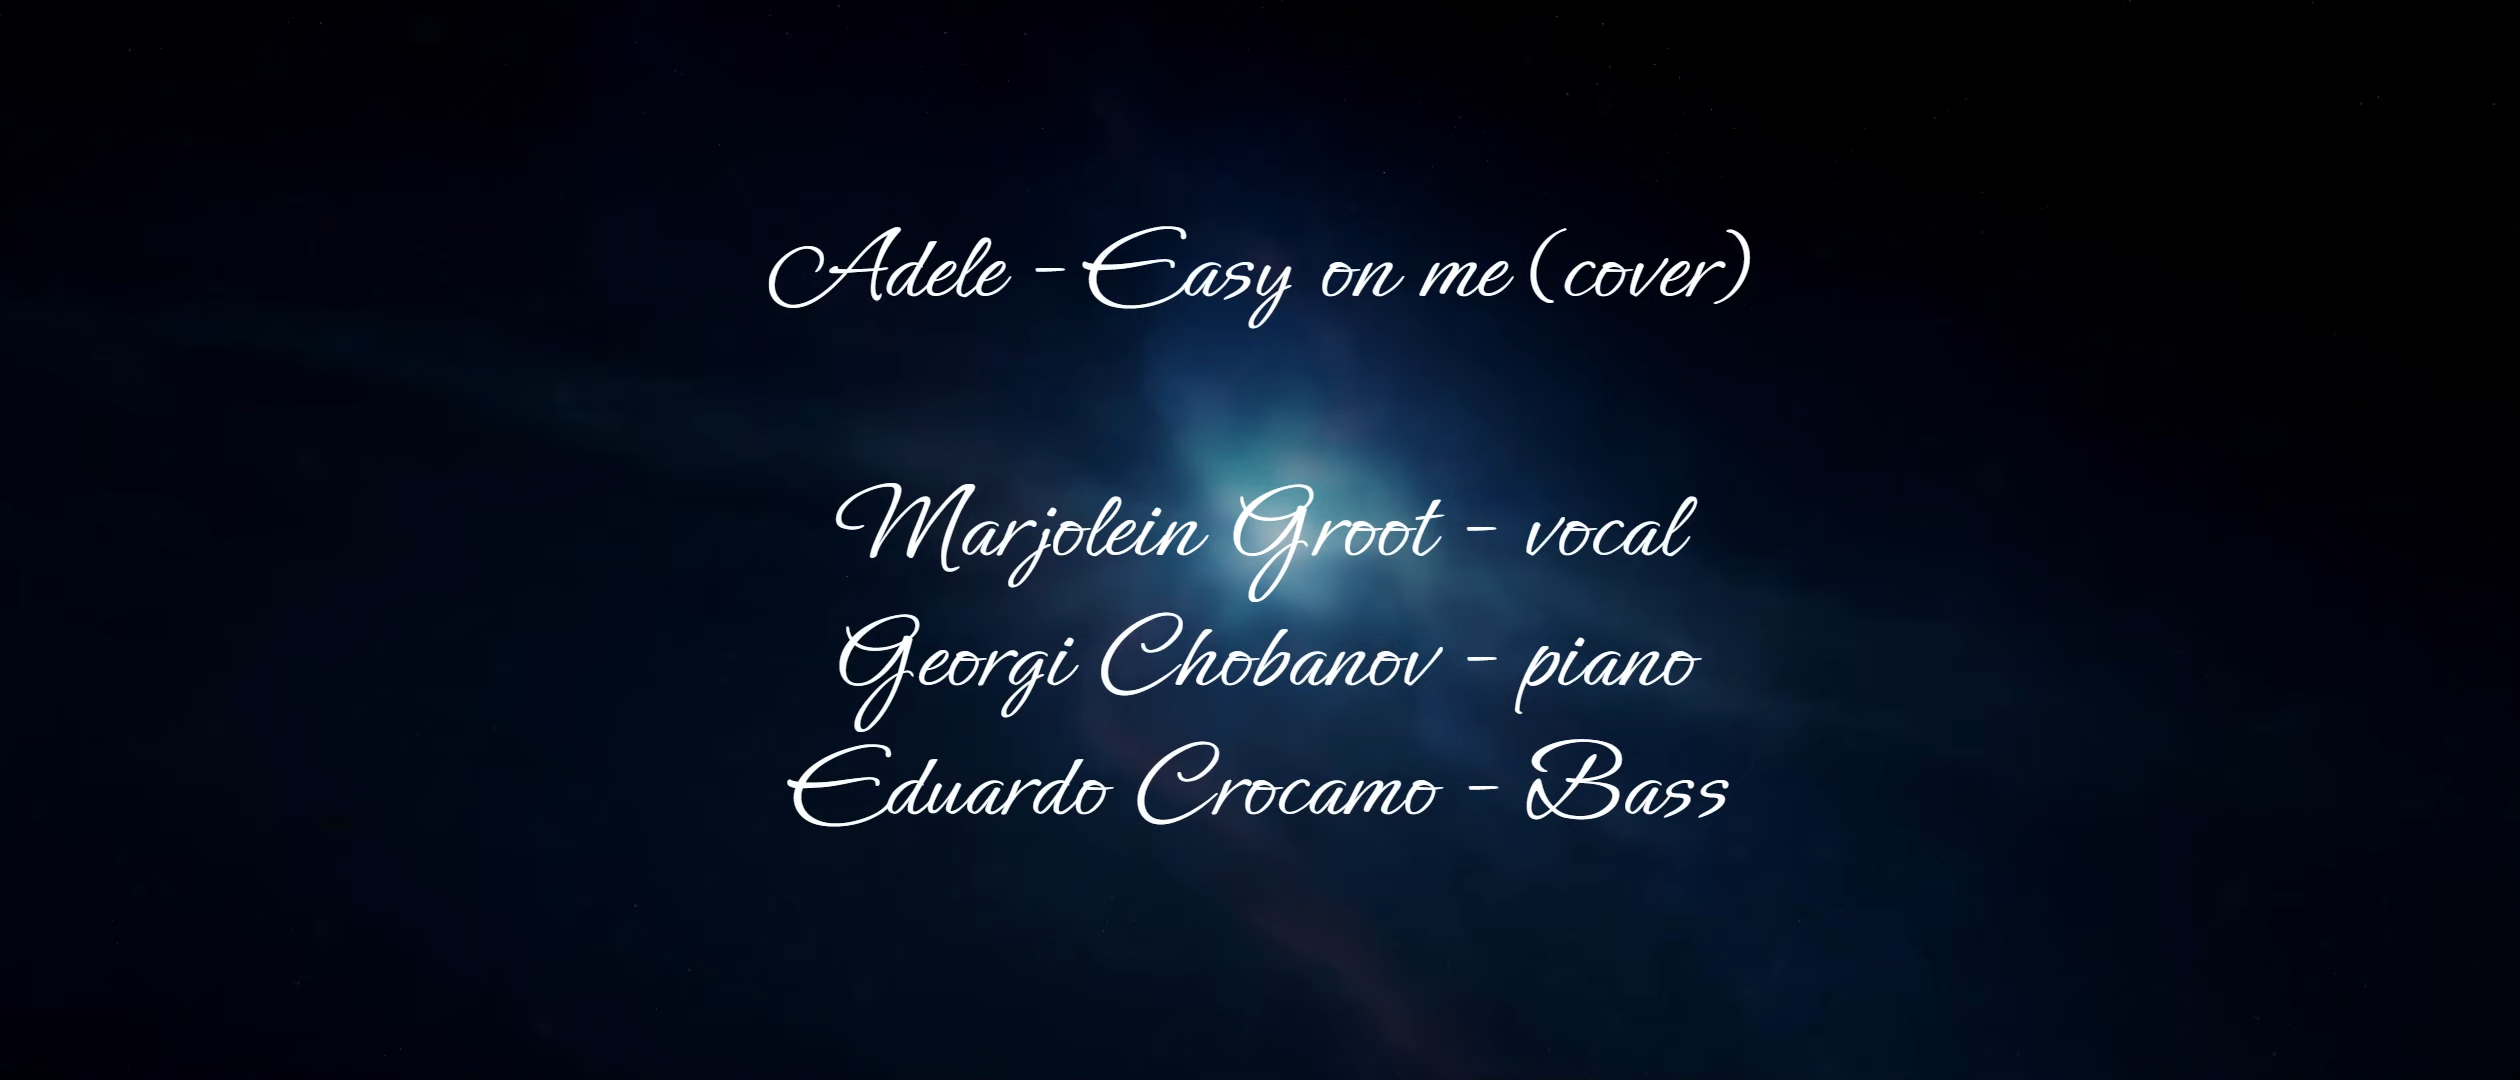 Adele - Easy on me (cover)
Marjolein Groot - vocal
Georgi Chobanov - piano
Eduardo Crocamo - Bass